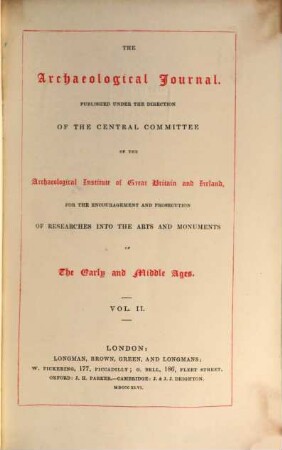 THE
Archaeological Journal.
PUBLISHED UNDER THE DIRECTION
OF THE CENTRAL COMMITTEE
OF THE
Archaeological Institute of Great Britain and Ireland,
FOR THE ENCOURAGEMENT AND PROSECUTION
OF RESEARCHES INTO THE ARTS AND MONUMENTS
OF
The Early and Middle Ages.
VOL. II.
LONDON:
LONGMAN, BROWN, GREEN, AND LONGMANS;
W. PICKERING, 177, PICCADILLY; G. BELL, 186, FLEET STREET.
OXFORD: J. H. PARKER.—CAMBRIDGE: J. & J. J. DEIGHTON.
MDCCCXLVI.